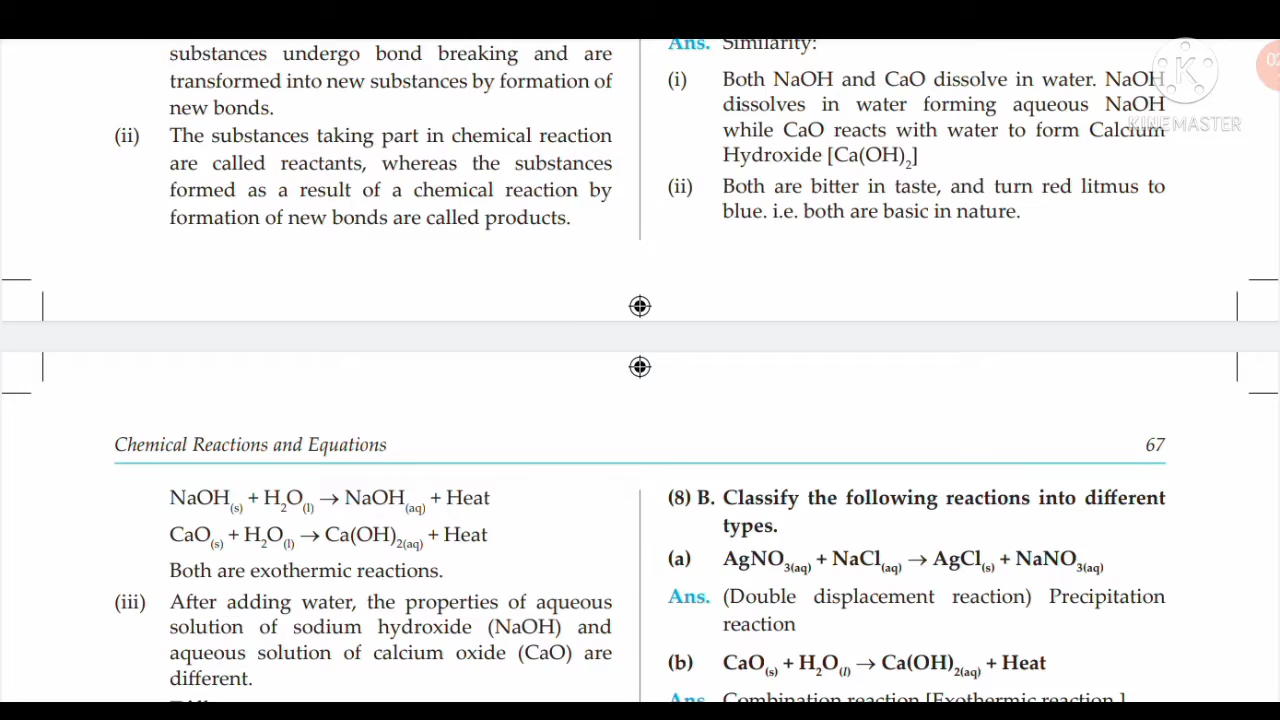 substances undergo bond breaking and are
transformed into new substances by formation of
new bonds.
(ii) The substances taking part in chemical reaction
are called reactants, whereas the substances
formed as a result of a chemical reaction by
formation of new bonds are called products.
Ans. Similarity:
(i) Both NaOH and CaO dissolve in water. NaOH
dissolves in water forming aqueous NaOH
while CaO reacts with water to form Calcium
Hydroxide [Ca(OH)₂]
(ii) Both are bitter in taste, and turn red litmus to
blue. i.e. both are basic in nature.
K
KINEMASTER
02
Chemical Reactions and Equations 67
NaOH(s) + H₂O(l) → NaOH(aq) + Heat
CaO(s) + H₂O(l) → Ca(OH)₂(aq) + Heat
Both are exothermic reactions.
(iii) After adding water, the properties of aqueous
solution of sodium hydroxide (NaOH) and
aqueous solution of calcium oxide (CaO) are
different.
(8) B. Classify the following reactions into different
types.
(a) AgNO₃(aq) + NaCl(aq) → AgCl(s) + NaNO₃(aq)
Ans. (Double displacement reaction) Precipitation
reaction
(b) CaO(s) + H₂O(l) → Ca(OH)₂(aq) + Heat
Ans. Combination reaction [Exothermic reaction ]